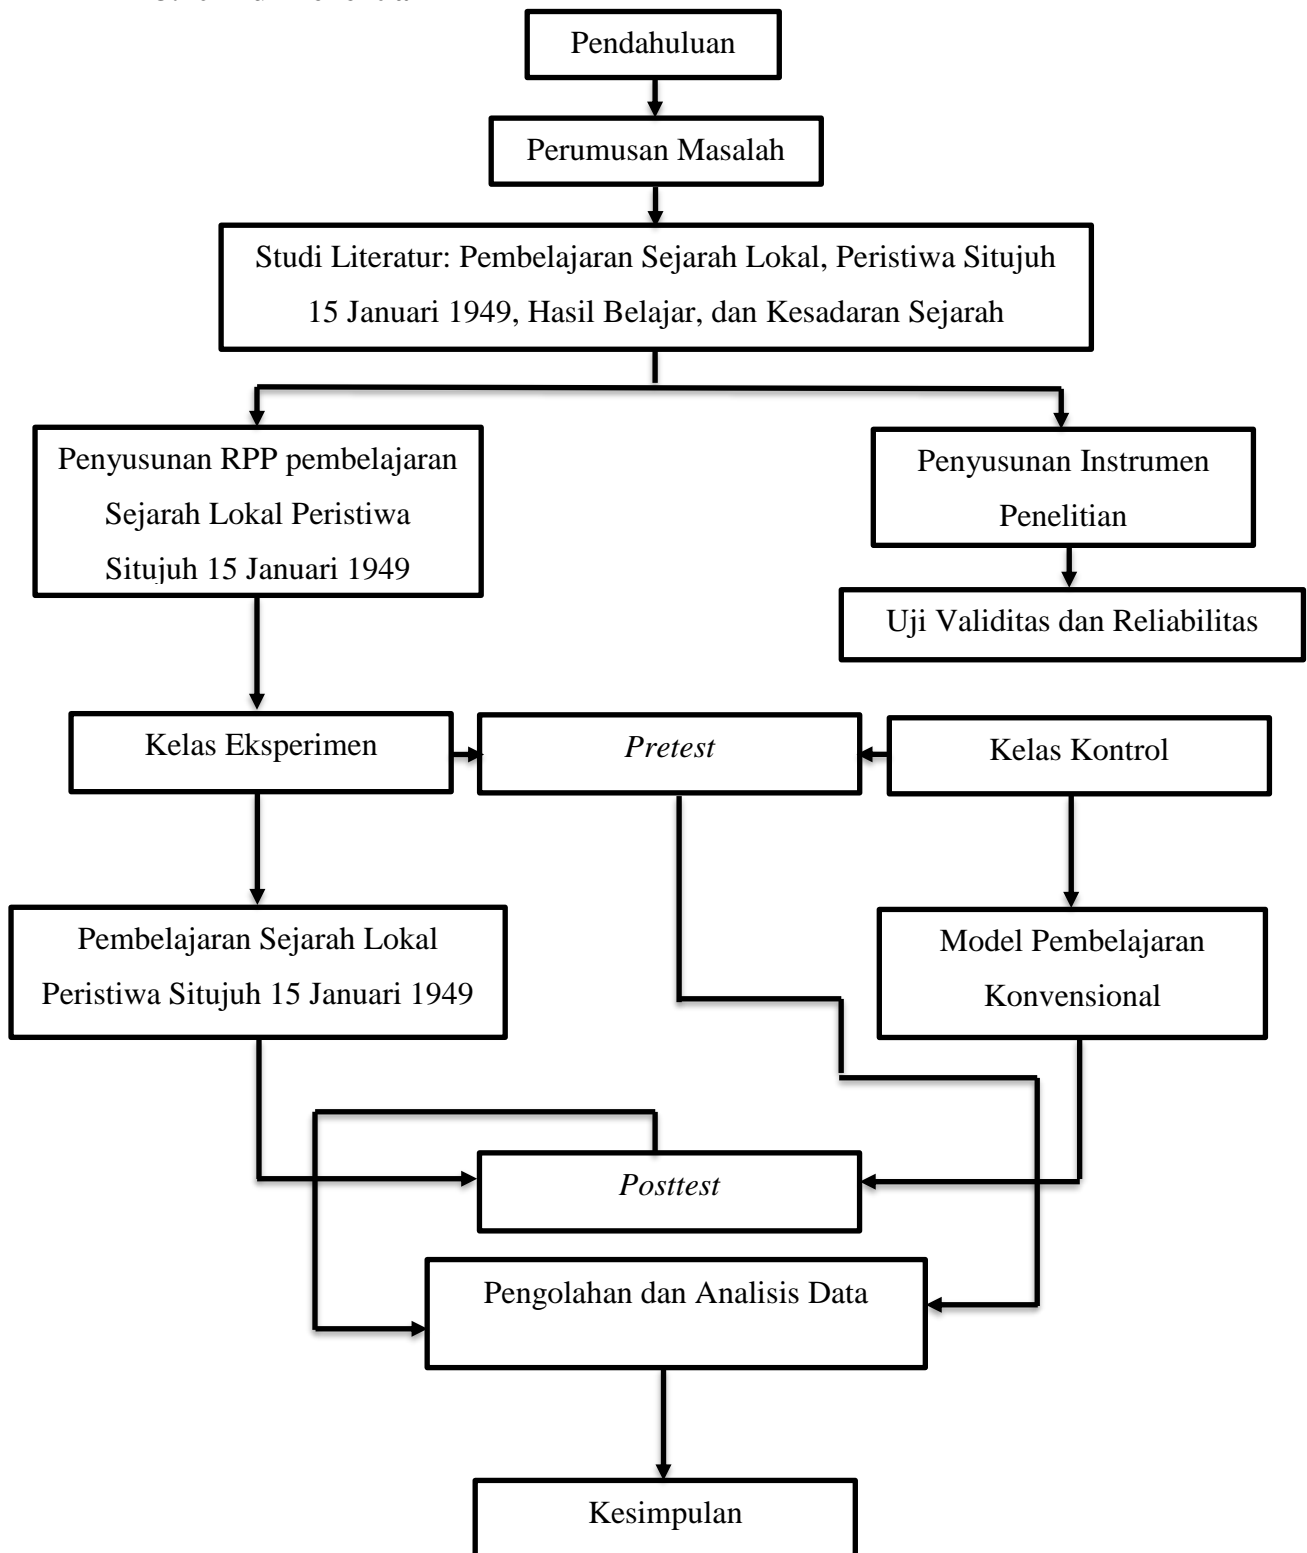 Pendahuluan
Perumusan Masalah
Studi Literatur: Pembelajaran Sejarah Lokal, Peristiwa Situjuh
15 Januari 1949, Hasil Belajar, dan Kesadaran Sejarah
Penyusunan RPP pembelajaran
Sejarah Lokal Peristiwa
Situjuh 15 Januari 1949
Penyusunan Instrumen
Penelitian
Uji Validitas dan Reliabilitas
Kelas Eksperimen
Pretest
Kelas Kontrol
Pembelajaran Sejarah Lokal
Peristiwa Situjuh 15 Januari 1949
Model Pembelajaran
Konvensional
Posttest
Pengolahan dan Analisis Data
Kesimpulan